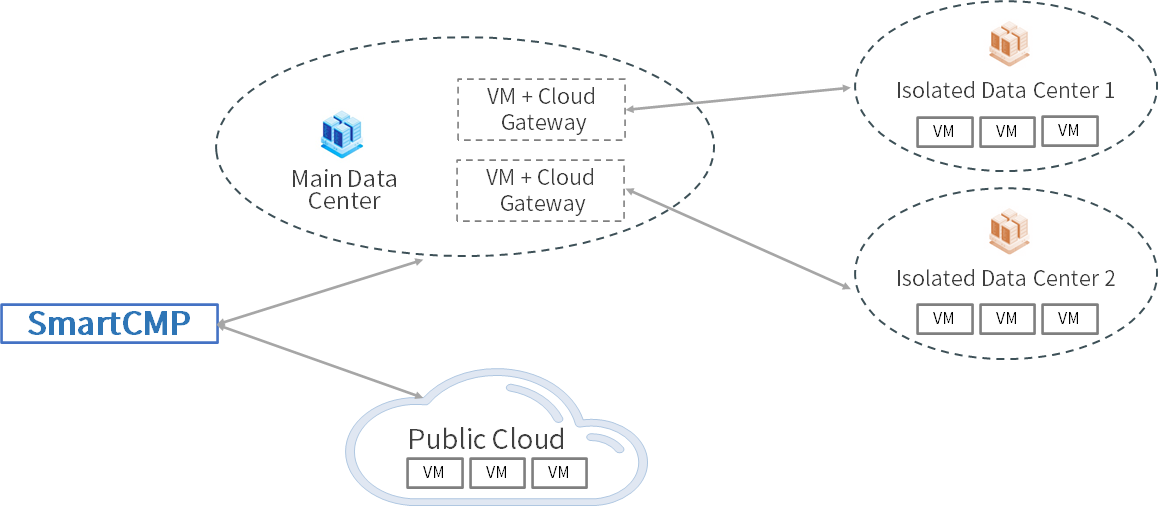 VM + Cloud
Gateway
Main Data
Center
VM + Cloud
Gateway
Isolated Data Center 1
VM VM VM
Isolated Data Center 2
VM VM VM
SmartCMP
Public Cloud
VM VM VM